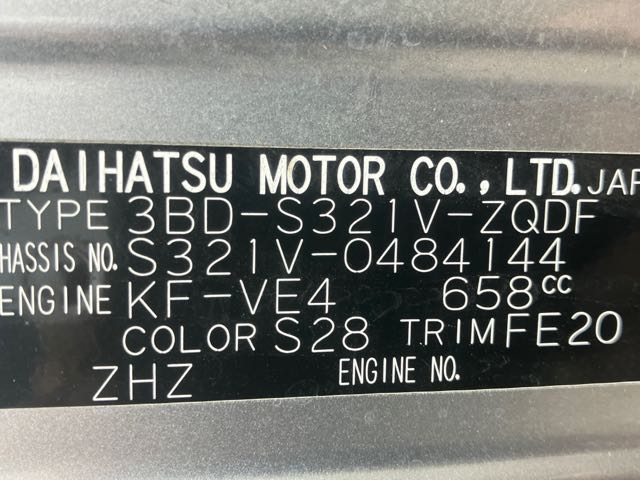 DAIHATSU MOTOR CO., LTD. JAP
TYPE 3BD-S321V-ZQDF
HASSIS NO. S321V-0484144
ENGINE KF-VE4 658cc
COLOR S28 TRIM FE20
ZHZ ENGINE NO.